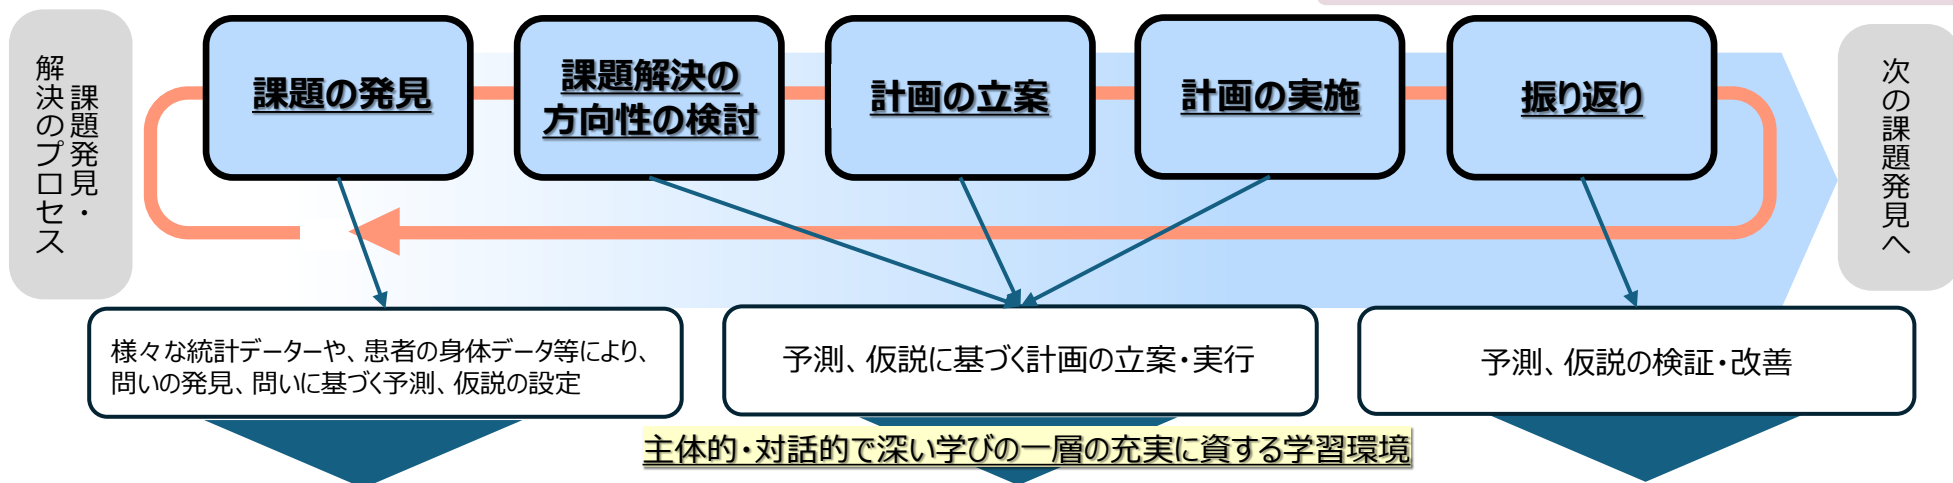 課題発見・
解決のプロセス
課題の発見
課題解決の
方向性の検討
計画の立案
計画の実施
振り返り
次の課題発見へ
様々な統計データーや、患者の身体データ等により、
問いの発見、問いに基づく予測、仮説の設定
予測、仮説に基づく計画の立案・実行
予測、仮説の検証・改善
主体的・対話的で深い学びの一層の充実に資する学習環境